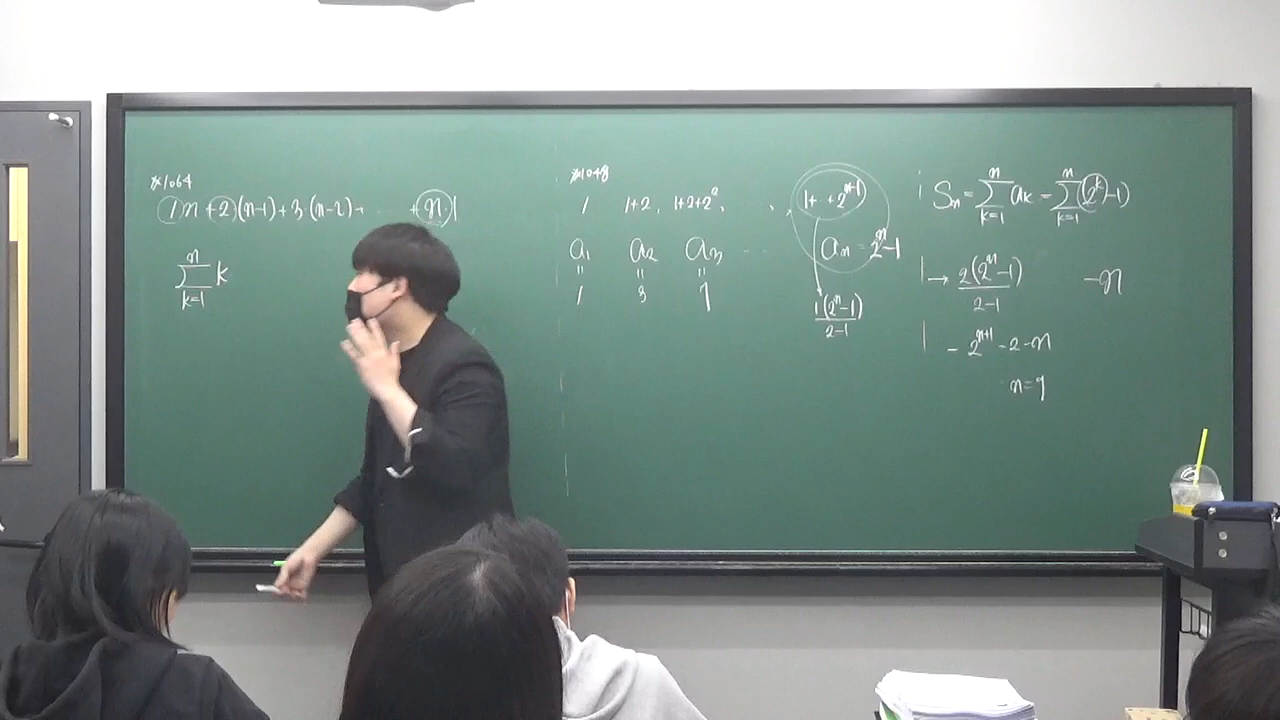 ※1064
1)n+2)(n-1)+3·(n-2)+ ... +n·1
n
∑ k
k=1
※1048
1 1+2, 1+2+2², ..., 1+..+2ⁿ⁻¹
a₁ a₂ a₃ ... aₙ=2ⁿ-1
" " "
1 3 7
1(2ⁿ-1)
2-1
n n
Sₙ=∑aₖ=∑(2ᵏ-1)
k=1 k=1
→ 2(2ⁿ-1) -n
2-1
- 2ⁿ⁺¹-2-n
n=9